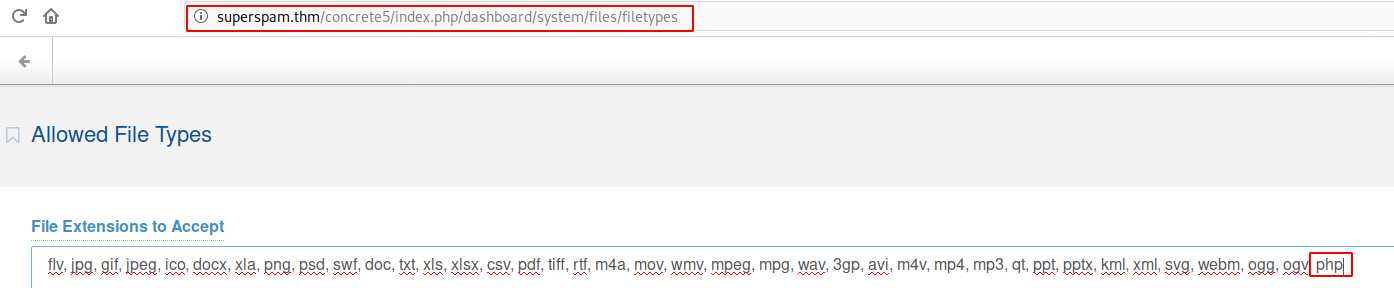 superspam.thm/concrete5/index.php/dashboard/system/files/filetypes
Allowed File Types
File Extensions to Accept
flv, jpg, gif, jpeg, ico, docx, xla, png, psd, swf, doc, txt, xls, xlsx, csv, pdf, tiff, rtf, m4a, mov, wmv, mpeg, mpg, wav, 3gp, avi, m4v, mp4, mp3, qt, ppt, pptx, kml, xml, svg, webm, ogg, ogv, php